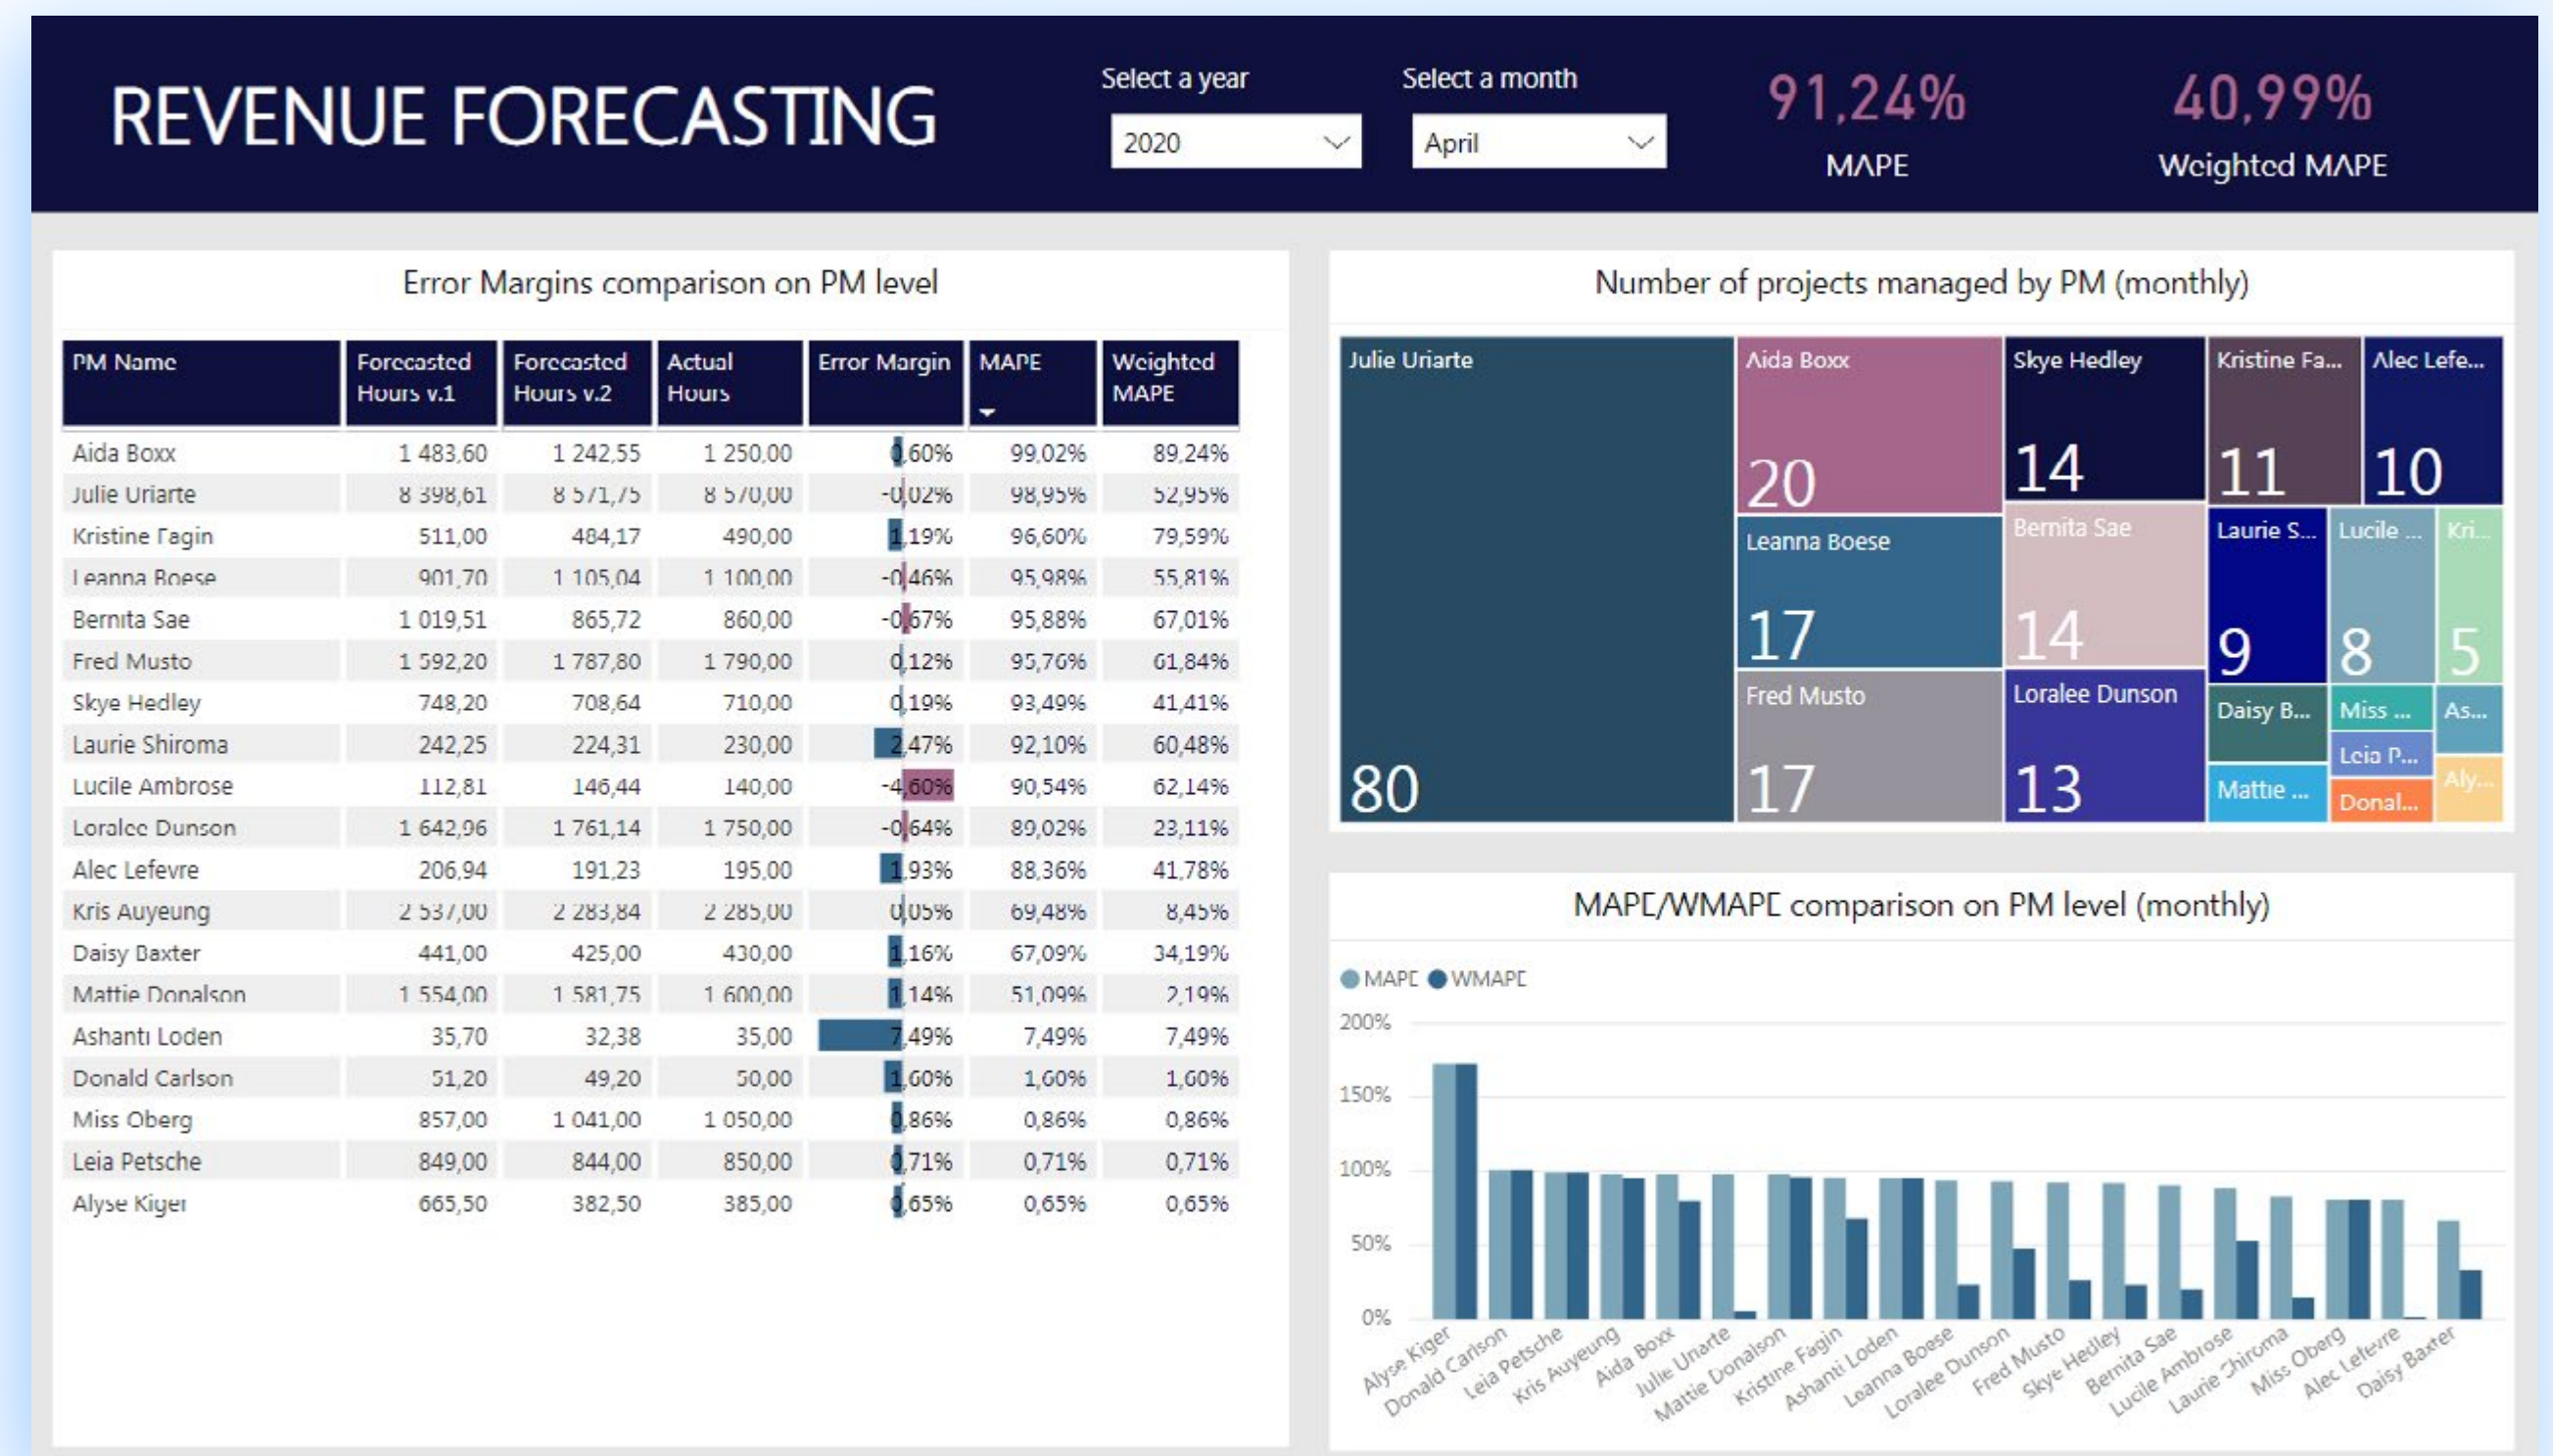 REVENUE FORECASTING
Select a year
2020
Select a month
April
91,24%
MAPE
40,99%
Weighted MAPE
Error Margins comparison on PM level
PM Name Forecasted Hours v.1 Forecasted Hours v.2 Actual Hours Error Margin MAPE Weighted MAPE
Aida Boxx 1 483,60 1 242,55 1 250,00 0,60% 99,02% 89,24%
Julie Uriarte 8 398,61 8 571,75 8 570,00 -0,02% 98,95% 52,95%
Kristine Fagin 511,00 484,17 490,00 1,19% 96,60% 79,59%
Leanna Boese 901,70 1 105,04 1 100,00 -0,46% 95,98% 55,81%
Bernita Sae 1 019,51 865,72 860,00 -0,67% 95,88% 67,01%
Fred Musto 1 592,20 1 787,80 1 790,00 0,12% 95,76% 61,84%
Skye Hedley 748,20 708,64 710,00 0,19% 93,49% 41,41%
Laurie Shiroma 242,25 224,31 230,00 2,47% 92,10% 60,48%
Lucile Ambrose 112,81 146,44 140,00 -4,60% 90,54% 62,14%
Loralee Dunson 1 642,96 1 761,14 1 750,00 -0,64% 89,02% 23,11%
Alec Lefevre 206,94 191,23 195,00 1,93% 88,36% 41,78%
Kris Auyeung 2 537,00 2 283,84 2 285,00 0,05% 69,48% 8,45%
Daisy Baxter 441,00 425,00 430,00 1,16% 67,09% 34,19%
Mattie Donalson 1 554,00 1 581,75 1 600,00 1,14% 51,09% 2,19%
Ashanti Loden 35,70 32,38 35,00 7,49% 7,49% 7,49%
Donald Carlson 51,20 49,20 50,00 1,60% 1,60% 1,60%
Miss Oberg 857,00 1 041,00 1 050,00 0,86% 0,86% 0,86%
Leia Petsche 849,00 844,00 850,00 0,71% 0,71% 0,71%
Alyse Kiger 665,50 382,50 385,00 0,65% 0,65% 0,65%
Number of projects managed by PM (monthly)
Julie Uriarte
80
Aida Boxx
20
Leanna Boese
17
Fred Musto
17
Skye Hedley
14
Bernita Sae
14
Loralee Dunson
13
Kristine Fa...
11
Alec Lefe...
10
Laurie S...
9
Lucile ...
8
Kri...
5
Daisy B...
Mattie ...
Miss ...
Leia P...
Donal...
As...
Aly...
MAPE/WMAPE comparison on PM level (monthly)
MAPE WMAPE
200%
150%
100%
50%
0%
Alyse Kiger
Donald Carlson
Leia Petsche
Kris Auyeung
Aida Boxx
Julie Uriarte
Mattie Donalson
Kristine Fagin
Ashanti Loden
Leanna Boese
Loralee Dunson
Fred Musto
Skye Hedley
Bernita Sae
Lucile Ambrose
Laurie Shiroma
Miss Oberg
Alec Lefevre
Daisy Baxter